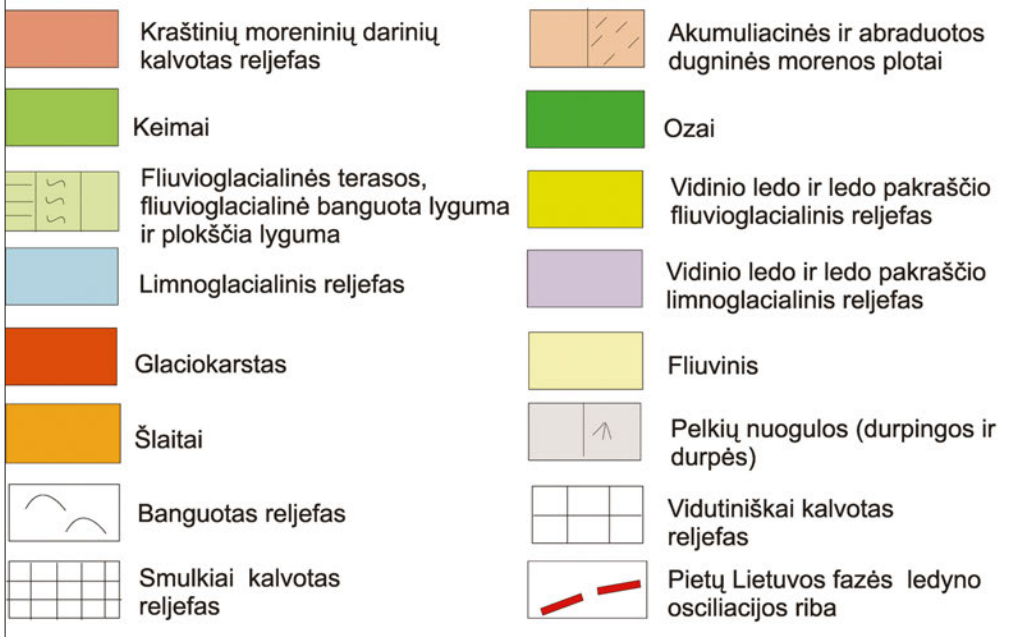 Kraštinių moreninių darinių
kalvotas reljefas
Keimai
Fliuvioglacialinės terasos,
fliuvioglacialinė banguota lyguma
ir plokščia lyguma
Limnoglacialinis reljefas
Glaciokarstas
Šlaitai
Banguotas reljefas
Smulkiai kalvotas
reljefas
Akumuliacinės ir abraduotos
dugninės morenos plotai
Ozai
Vidinio ledo ir ledo pakraščio
fliuvioglacialinis reljefas
Vidinio ledo ir ledo pakraščio
limnoglacialinis reljefas
Fliuvinis
Pelkių nuogulos (durpingos ir
durpės)
Vidutiniškai kalvotas
reljefas
Pietų Lietuvos fazės ledyno
osciliacijos riba